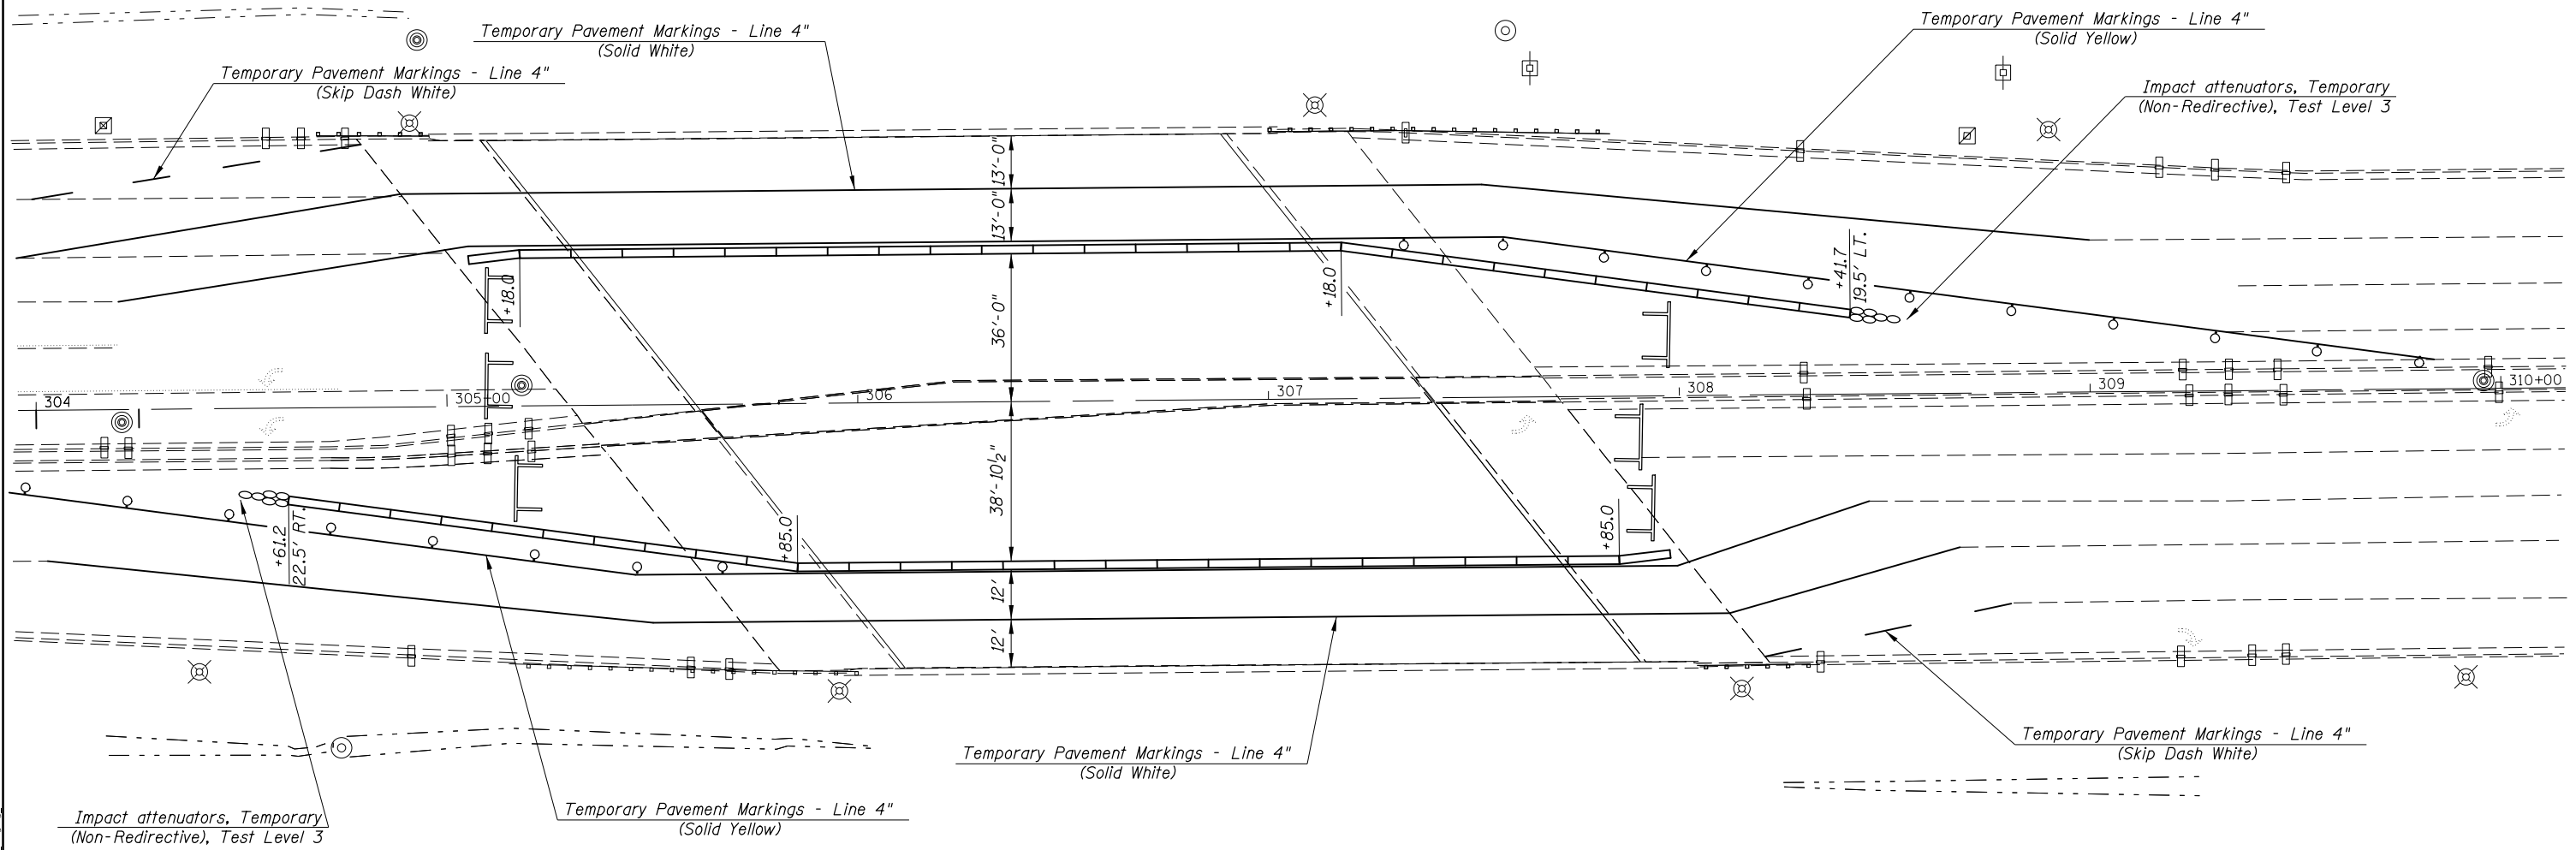 Temporary Pavement Markings - Line 4"
(Solid White)
Temporary Pavement Markings - Line 4"
(Skip Dash White)
Temporary Pavement Markings - Line 4"
(Solid Yellow)
Impact attenuators, Temporary
(Non-Redirective), Test Level 3
13'-0"
13'-0"
+18.0
36'-0"
+18.0
+41.7
19.5' LT.
304
305+00
306
307
308
309
310+00
38'-10½"
+61.2
22.5' RT.
+85.0
+85.0
12'
12'
Temporary Pavement Markings - Line 4"
(Solid White)
Temporary Pavement Markings - Line 4"
(Skip Dash White)
Impact attenuators, Temporary
(Non-Redirective), Test Level 3
Temporary Pavement Markings - Line 4"
(Solid Yellow)